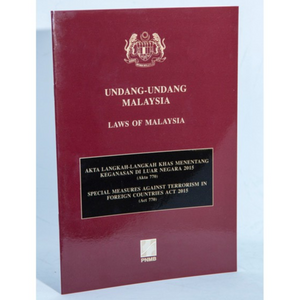 UNDANG-UNDANG
MALAYSIA
LAWS OF MALAYSIA
AKTA LANGKAH-LANGKAH KHAS MENENTANG
KEGANASAN DI LUAR NEGARA 2015
(Akta 770)
SPECIAL MEASURES AGAINST TERRORISM IN
FOREIGN COUNTRIES ACT 2015
(Act 770)
PNMB